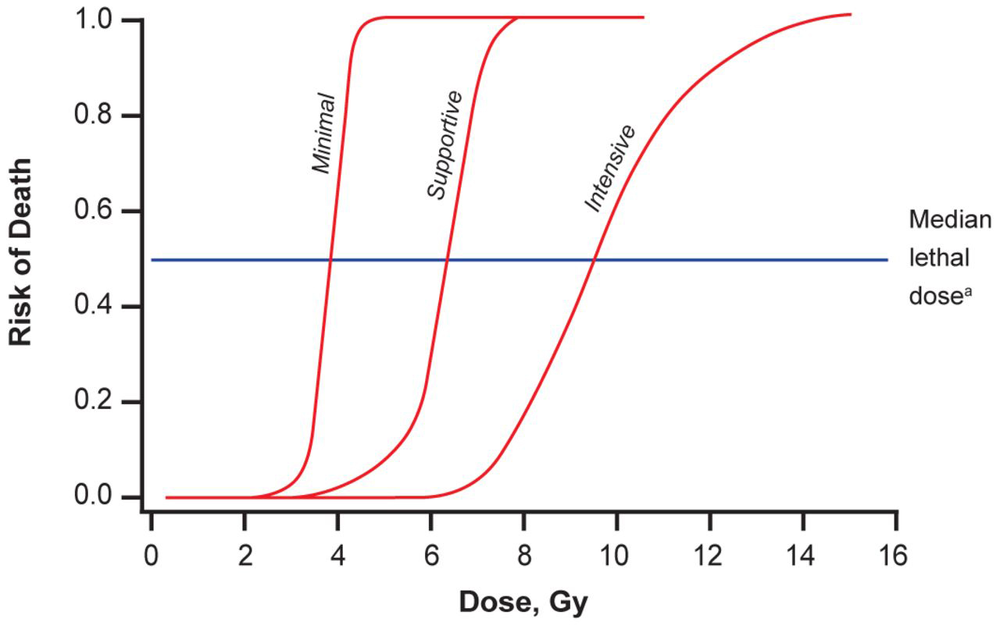 1.0
0.8
0.6
0.4
0.2
0.0
Risk of Death
Minimal
Supportive
Intensive
Median
lethal
doseᵃ
0 2 4 6 8 10 12 14 16
Dose, Gy